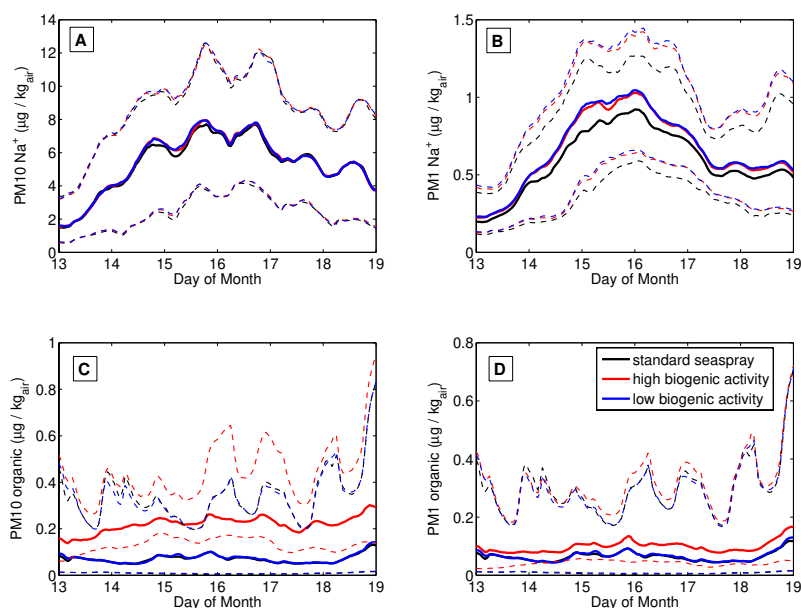 A
PM10 Na⁺ (μg / kg_air)
14
12
10
8
6
4
2
0
13 14 15 16 17 18 19
Day of Month
B
PM1 Na⁺ (μg / kg_air)
1.5
1
0.5
0
13 14 15 16 17 18 19
Day of Month
C
PM10 organic (μg / kg_air)
1
0.8
0.6
0.4
0.2
0
13 14 15 16 17 18 19
Day of Month
D
PM1 organic (μg / kg_air)
0.8
0.6
0.4
0.2
0
13 14 15 16 17 18 19
Day of Month
standard seaspray
high biogenic activity
low biogenic activity